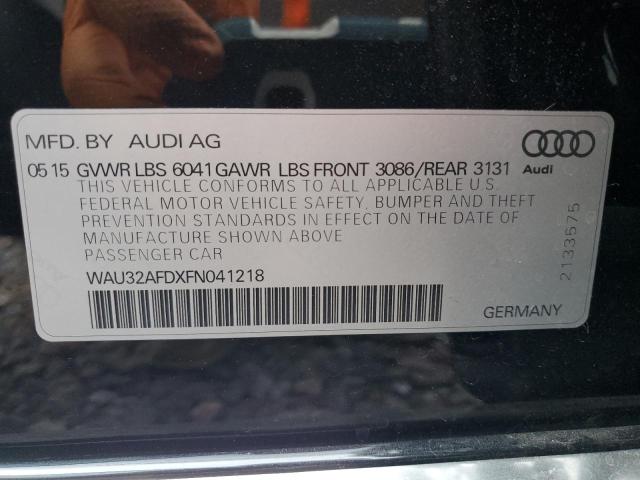 MFD. BY AUDI AG
05 15 GVWR LBS 6041 GAWR LBS FRONT 3086/REAR 3131
THIS VEHICLE CONFORMS TO ALL APPLICABLE U.S.
FEDERAL MOTOR VEHICLE SAFETY, BUMPER AND THEFT
PREVENTION STANDARDS IN EFFECT ON THE DATE OF
MANUFACTURE SHOWN ABOVE
PASSENGER CAR
WAU32AFDXFN041218
Audi
2133575
GERMANY